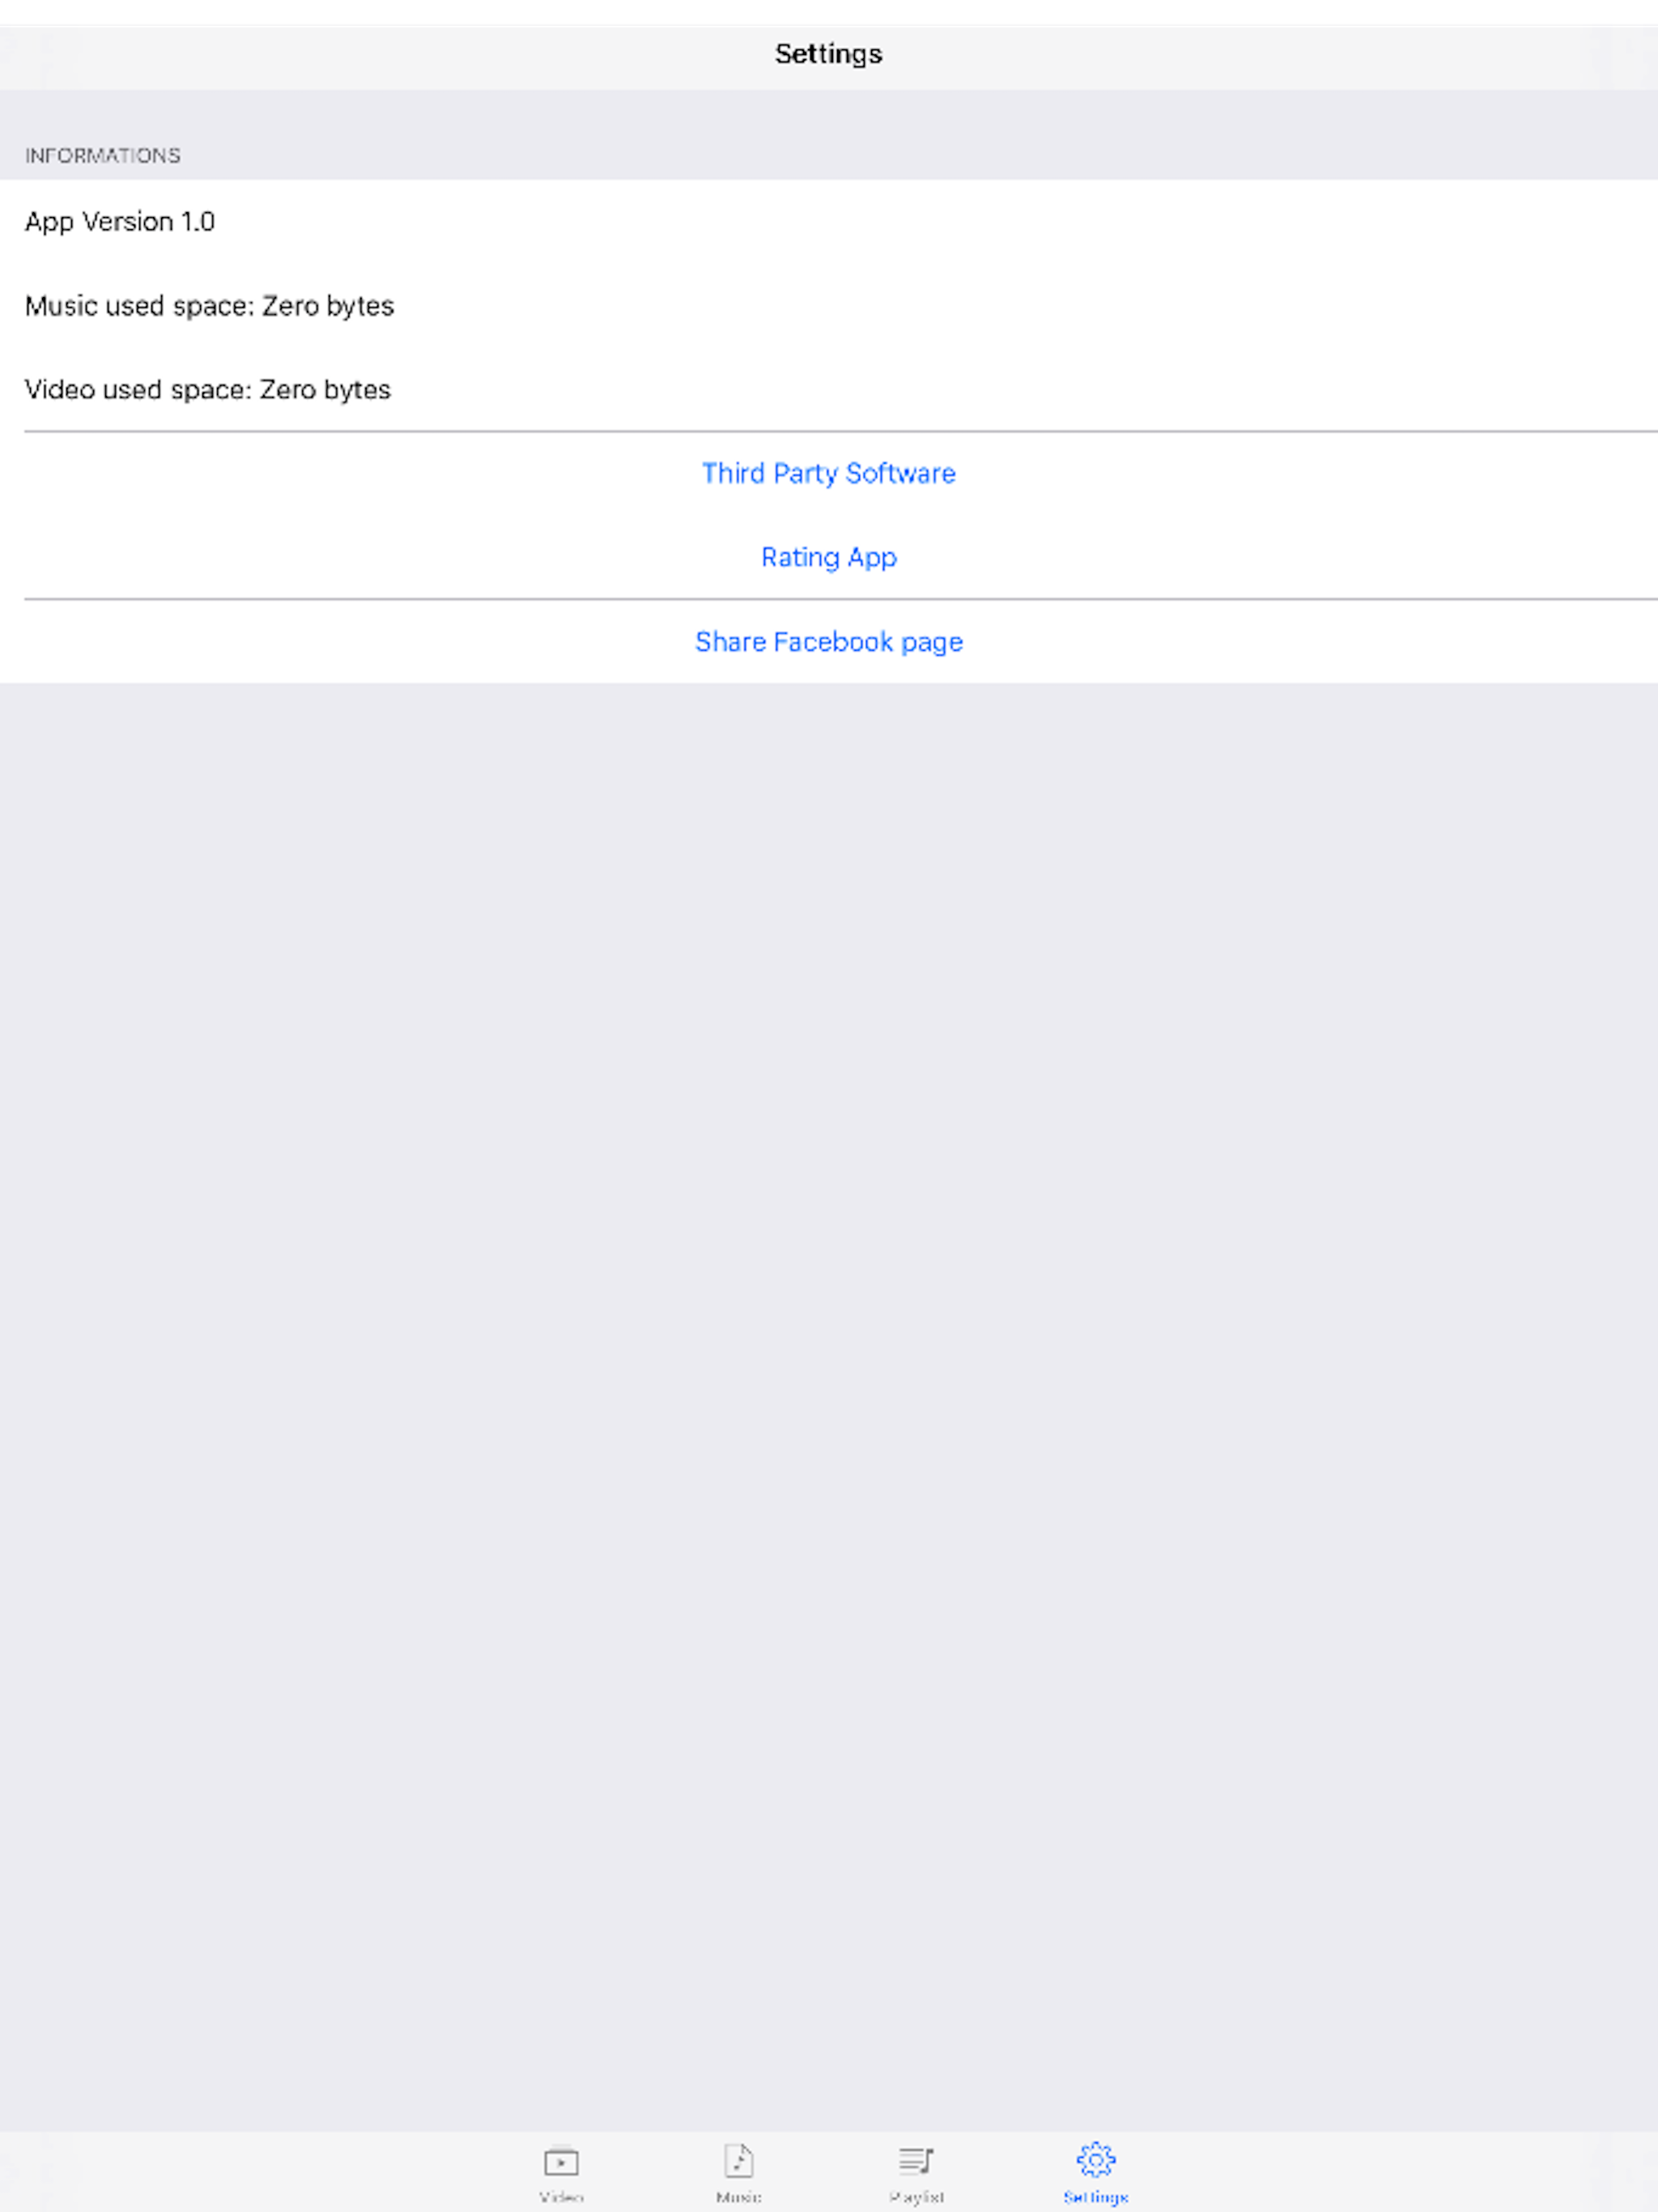 Settings
INFORMATIONS
App Version 1.0
Music used space: Zero bytes
Video used space: Zero bytes
Third Party Software
Rating App
Share Facebook page
Video
Music
Playlist
Settings